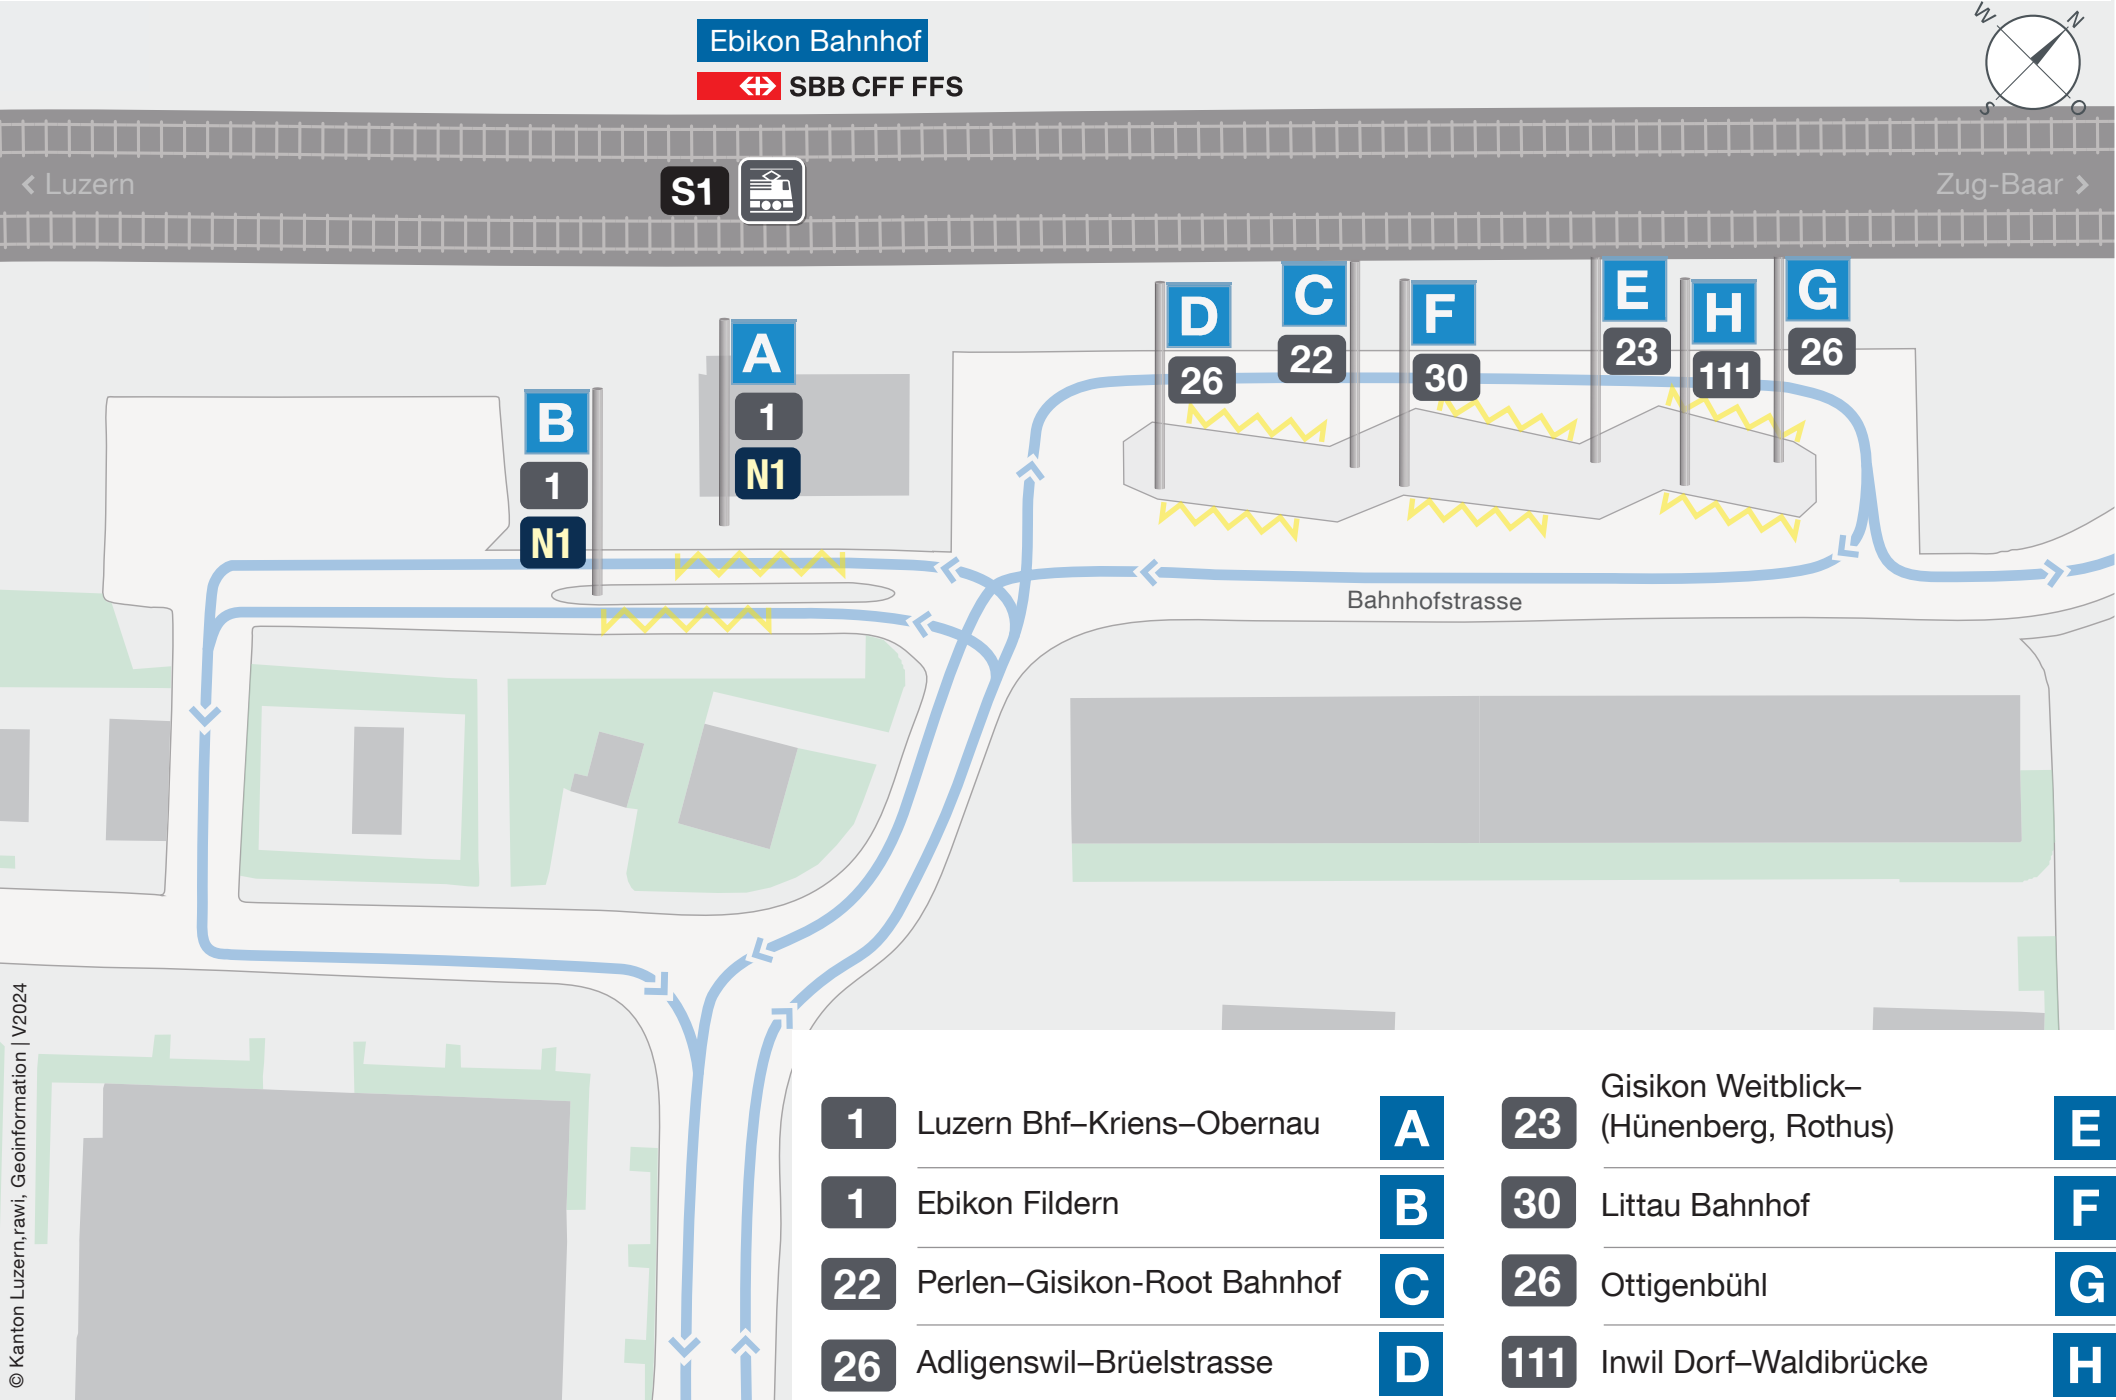 Ebikon Bahnhof
SBB CFF FFS
W
N
S
O
Luzern
S1
Zug-Baar
D
26
C
22
F
30
E
23
H
111
G
26
A
1
N1
B
1
N1
Bahnhofstrasse
© Kanton Luzern,rawi, Geoinformation | V2024
1 Luzern Bhf–Kriens–Obernau A
1 Ebikon Fildern B
22 Perlen–Gisikon-Root Bahnhof C
26 Adligenswil–Brüelstrasse D
23 Gisikon Weitblick–
(Hünenberg, Rothus) E
30 Littau Bahnhof F
26 Ottigenbühl G
111 Inwil Dorf–Waldibrücke H